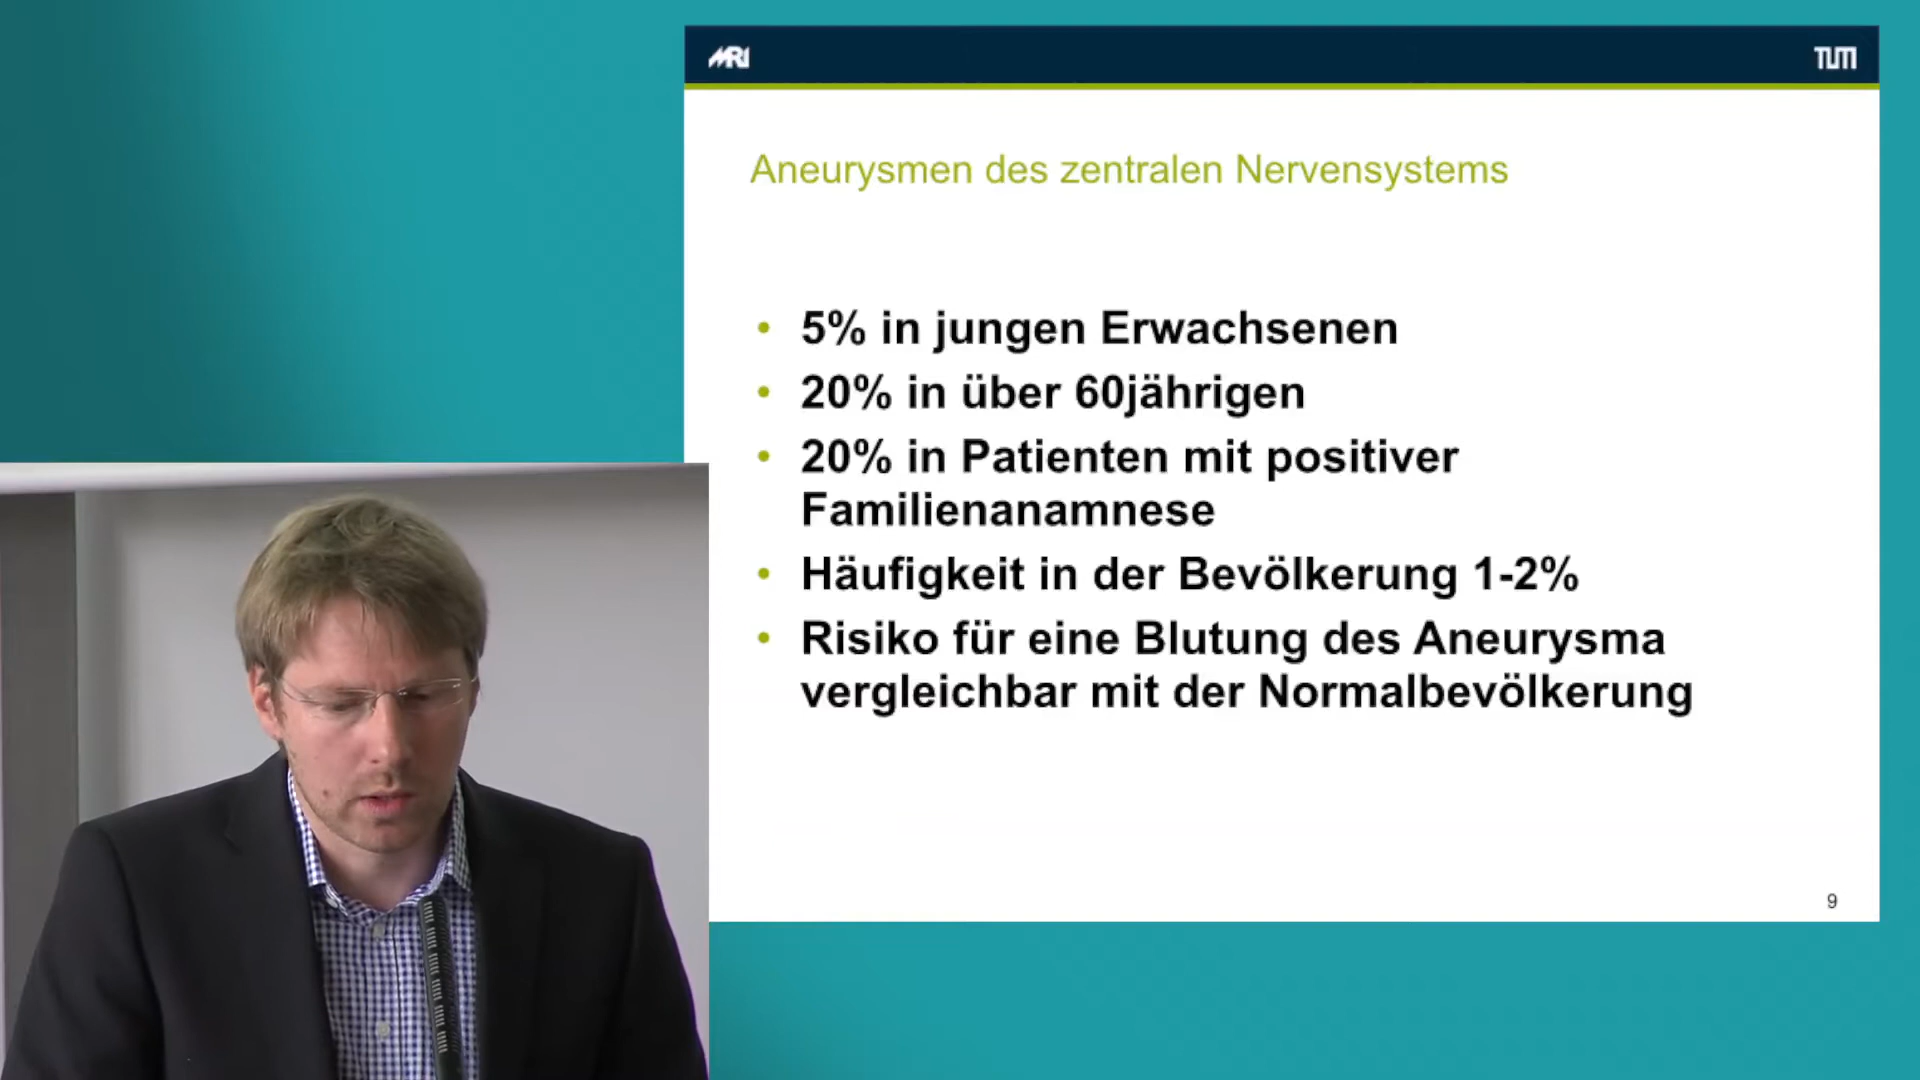 MRI
TUM
Aneurysmen des zentralen Nervensystems
• 5% in jungen Erwachsenen
• 20% in über 60jährigen
• 20% in Patienten mit positiver
Familienanamnese
• Häufigkeit in der Bevölkerung 1-2%
• Risiko für eine Blutung des Aneurysma
vergleichbar mit der Normalbevölkerung
9